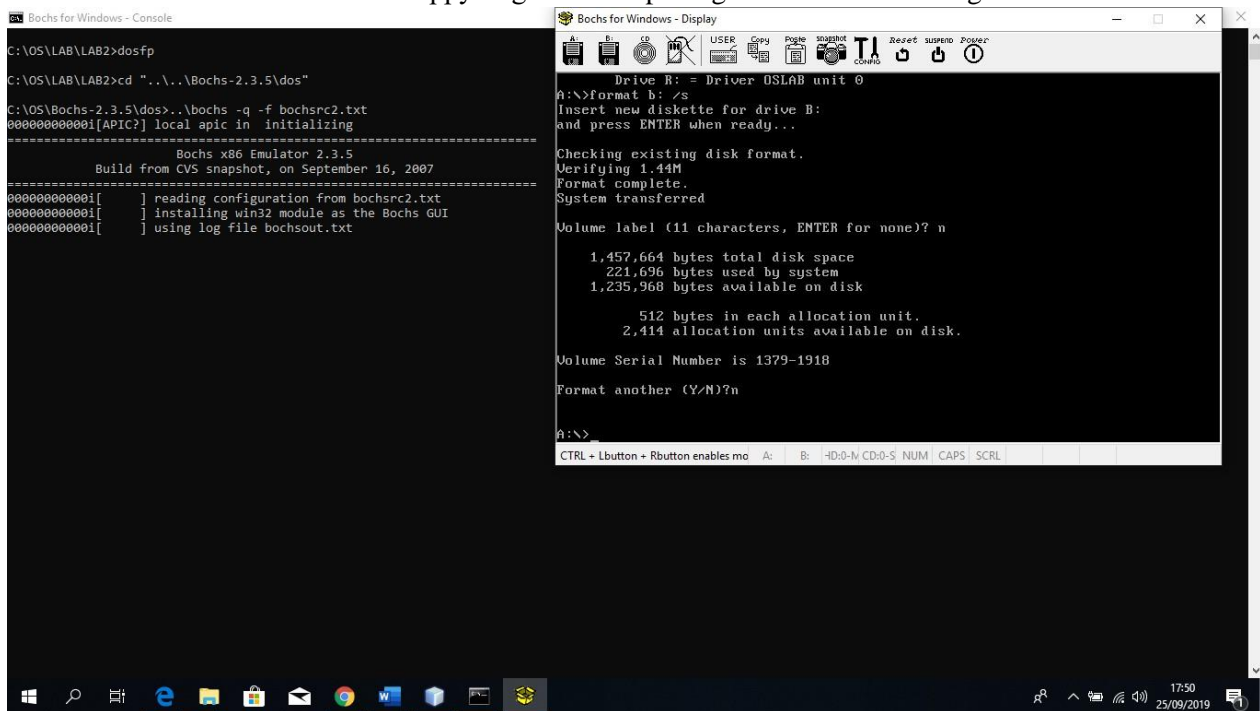 Bochs for Windows - Console
C:\OS\LAB\LAB2>dosfp
C:\OS\LAB\LAB2>cd "..\..\Bochs-2.3.5\dos"
C:\OS\Bochs-2.3.5\dos>..\bochs -q -f bochsrc2.txt
00000000000i[APIC?] local apic in  initializing
========================================================================
Bochs x86 Emulator 2.3.5
Build from CVS snapshot, on September 16, 2007
========================================================================
00000000000i[     ] reading configuration from bochsrc2.txt
00000000000i[     ] installing win32 module as the Bochs GUI
00000000000i[     ] using log file bochsout.txt
Bochs for Windows - Display
A: B: CD USER Copy Paste snapshot CONFIG Reset SUSPEND Power
Drive R: = Driver OSLAB unit 0
A:\>format b: /s
Insert new diskette for drive B:
and press ENTER when ready...
Checking existing disk format.
Verifying 1.44M
Format complete.
System transferred
Volume label (11 characters, ENTER for none)? n
1,457,664 bytes total disk space
221,696 bytes used by system
1,235,968 bytes available on disk
512 bytes in each allocation unit.
2,414 allocation units available on disk.
Volume Serial Number is 1379-1918
Format another (Y/N)?n
A:\>_
CTRL + Lbutton + Rbutton enables mo A: B: HD:0-M CD:0-S NUM CAPS SCRL
17:50
25/09/2019